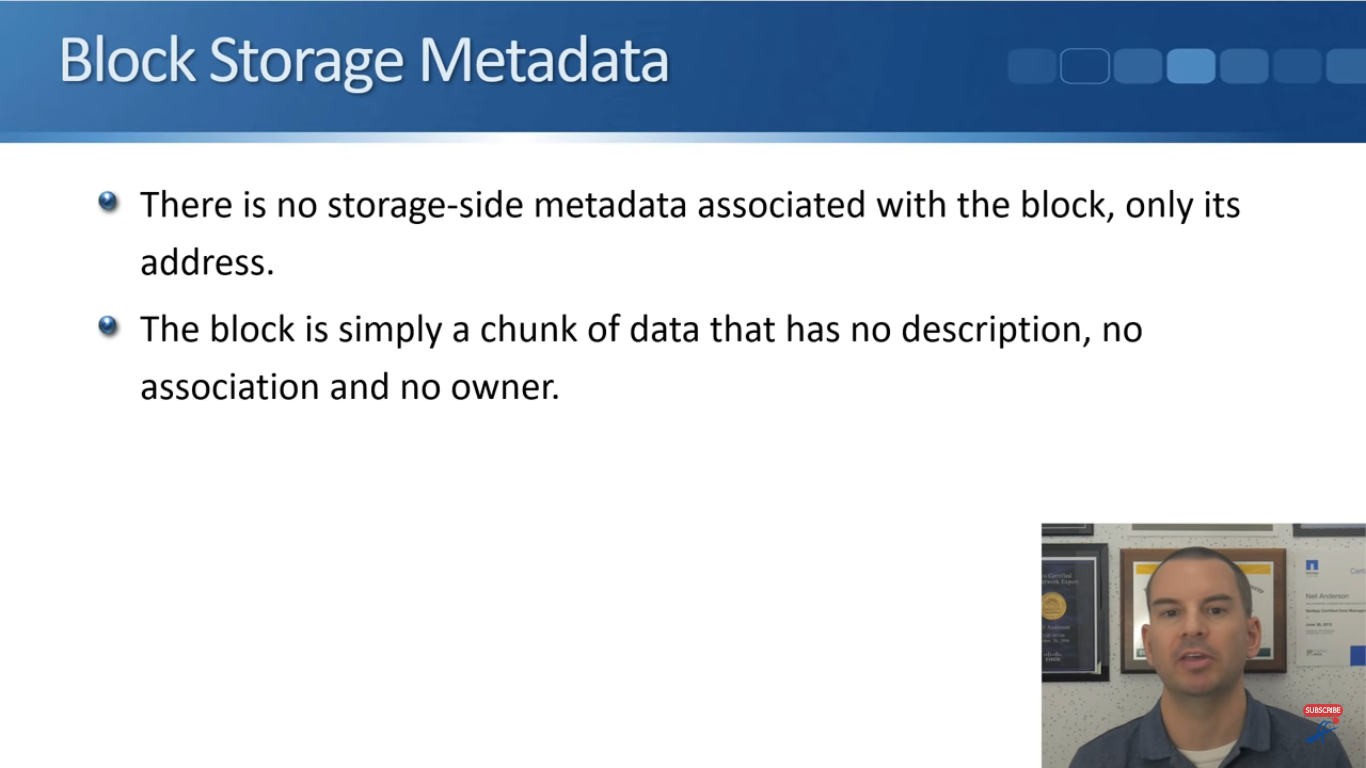 Block Storage Metadata
There is no storage-side metadata associated with the block, only its
address.
The block is simply a chunk of data that has no description, no
association and no owner.
Neil Anderson
SUBSCRIBE